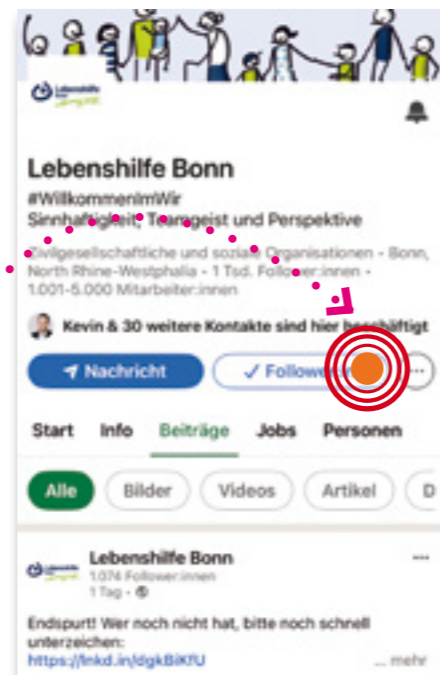 Lebenshilfe
Lebenshilfe Bonn
#WillkommenImWir
Sinnhaftigkeit, Teamgeist und Perspektive
Zivilgesellschaftliche und soziale Organisationen - Bonn,
North Rhine-Westphalia - 1 Tsd. Follower:innen -
1.001-5.000 Mitarbeiter:innen
Kevin & 30 weitere Kontakte sind hier beschäftigt
Nachricht
✓ Follower
Start Info Beiträge Jobs Personen
Alle Bilder Videos Artikel D
Lebenshilfe Bonn
1.074 Follower:innen
1 Tag
Endspurt! Wer noch nicht hat, bitte noch schnell
unterzeichen:
https://lnkd.in/dgkBiKfU
... mehr